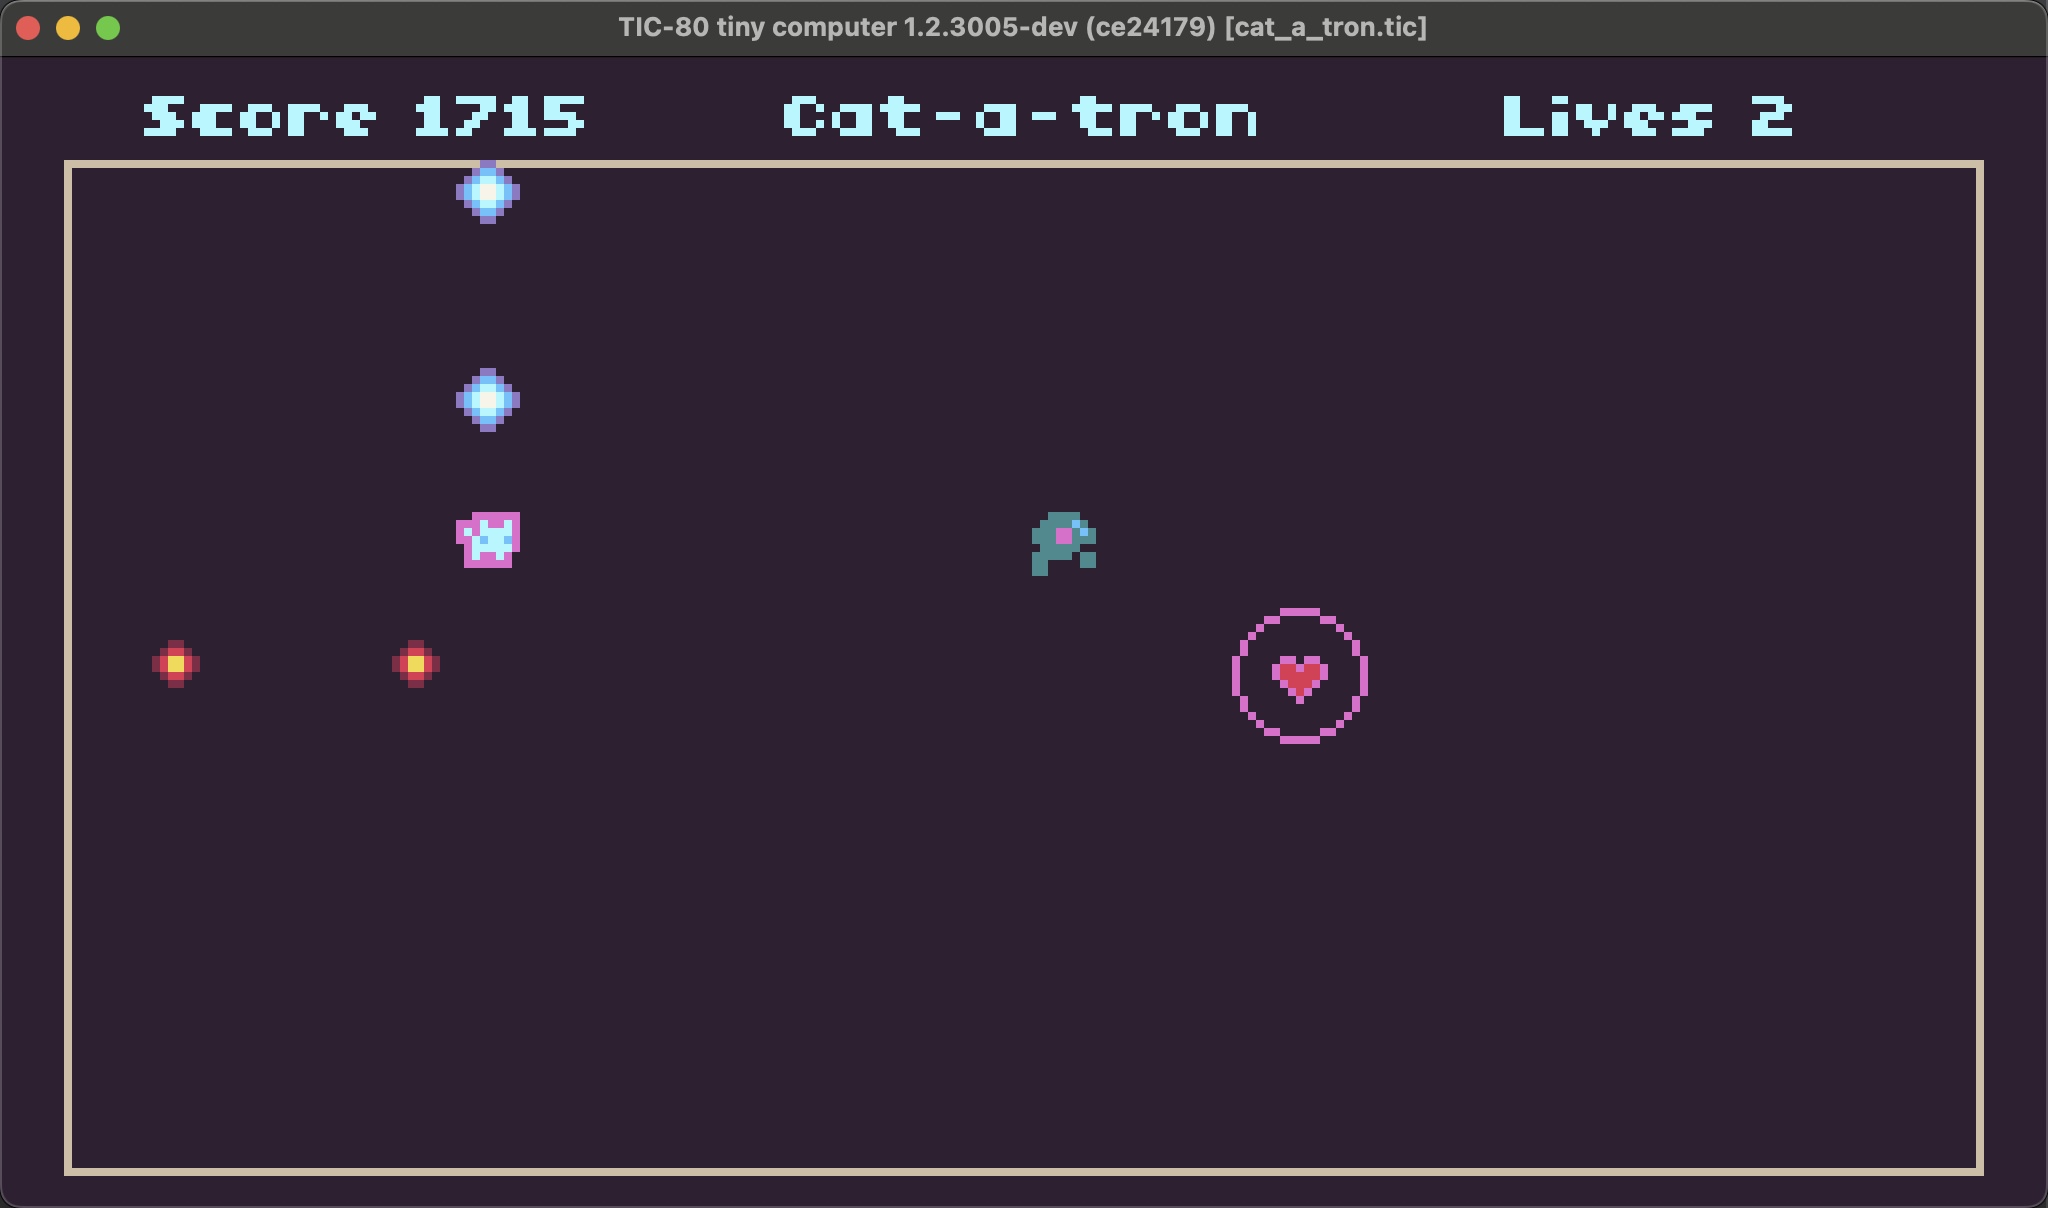 TIC-80 tiny computer 1.2.3005-dev (ce24179) [cat_a_tron.tic]
Score 1715 Cat-a-tron Lives 2